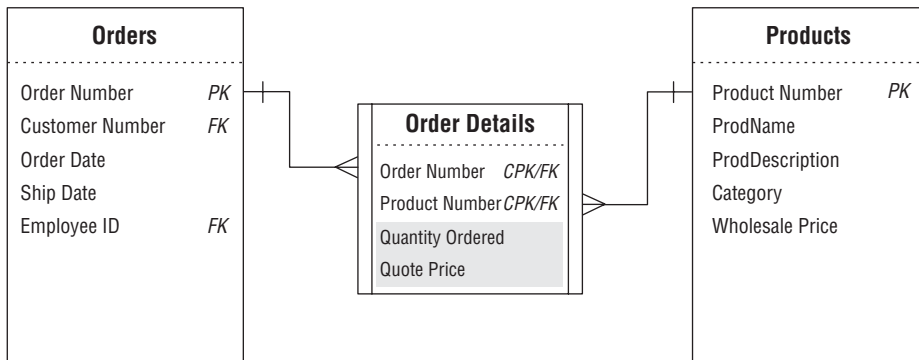 Orders
Order Number PK
Customer Number FK
Order Date
Ship Date
Employee ID FK
Order Details
Order Number CPK/FK
Product Number CPK/FK
Quantity Ordered
Quote Price
Products
Product Number PK
ProdName
ProdDescription
Category
Wholesale Price